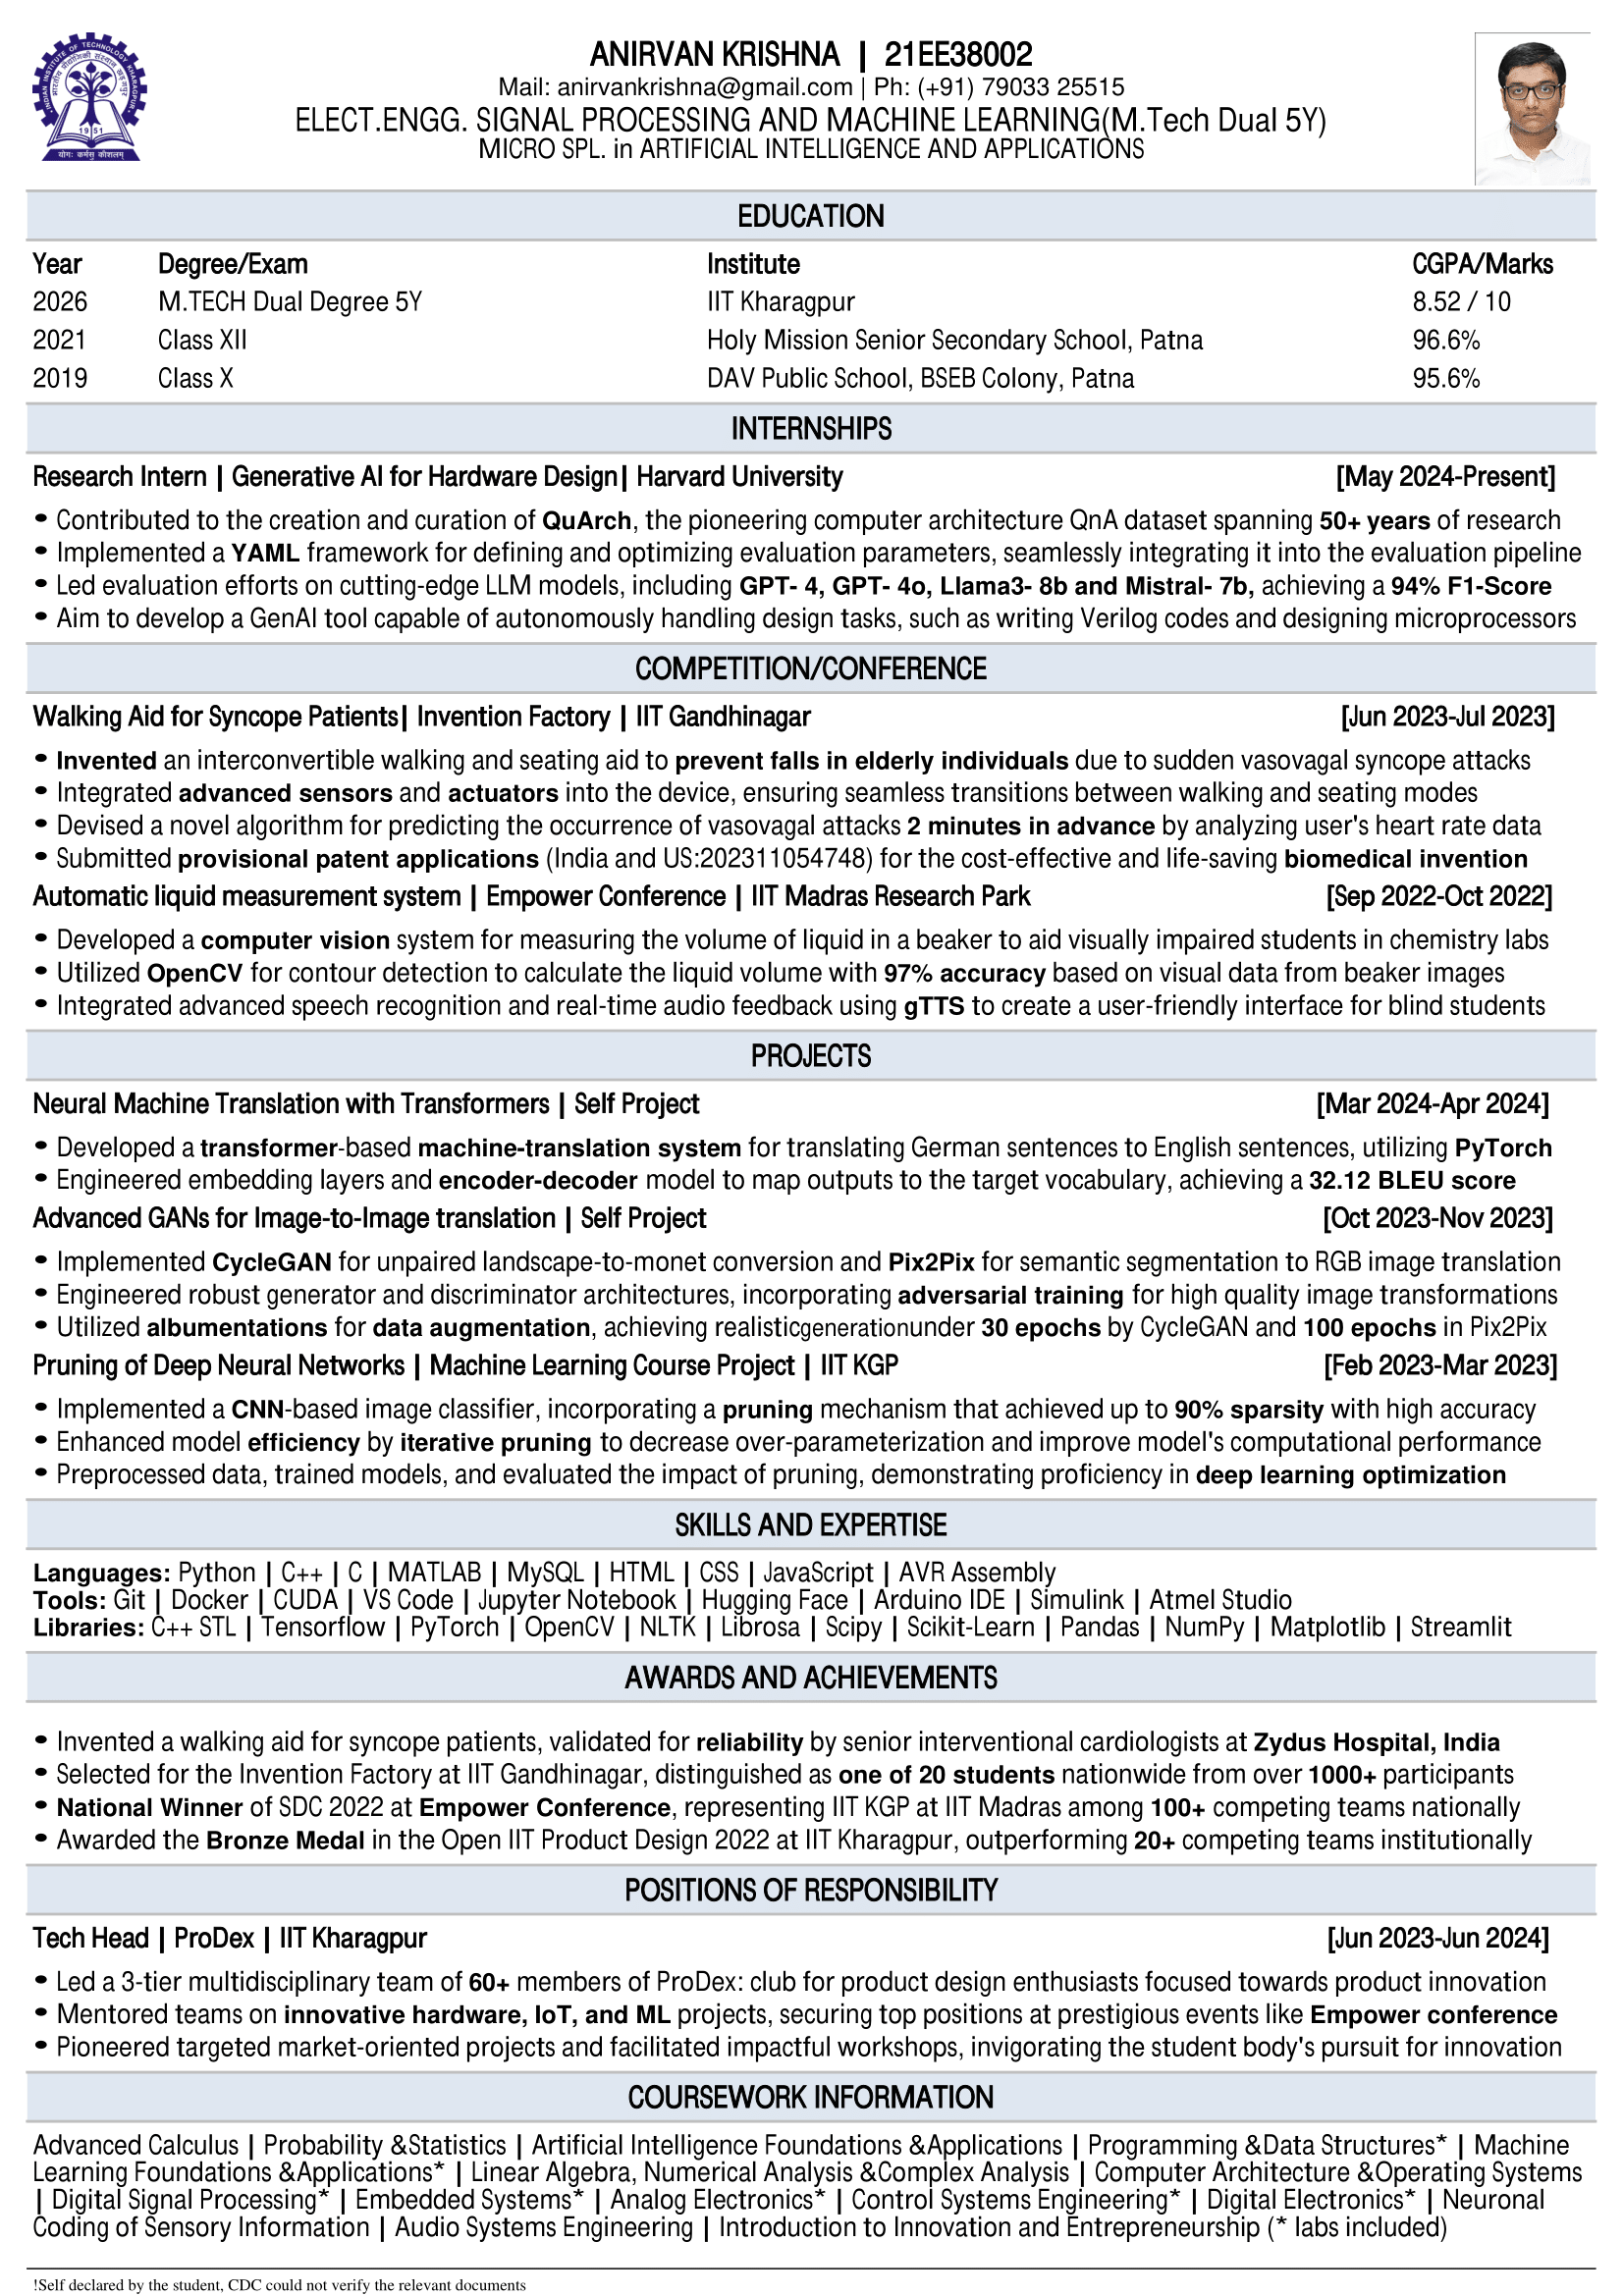 INDIAN INSTITUTE OF TECHNOLOGY KHARAGPUR
भारतीय प्रौद्योगिकी संस्थान खड़गपुर
1951
योगः कर्मसु कौशलम्
ANIRVAN KRISHNA | 21EE38002
Mail: anirvankrishna@gmail.com | Ph: (+91) 79033 25515
ELECT.ENGG. SIGNAL PROCESSING AND MACHINE LEARNING(M.Tech Dual 5Y)
MICRO SPL. in ARTIFICIAL INTELLIGENCE AND APPLICATIONS
EDUCATION
Year Degree/Exam Institute CGPA/Marks
2026 M.TECH Dual Degree 5Y IIT Kharagpur 8.52 / 10
2021 Class XII Holy Mission Senior Secondary School, Patna 96.6%
2019 Class X DAV Public School, BSEB Colony, Patna 95.6%
INTERNSHIPS
Research Intern | Generative AI for Hardware Design| Harvard University [May 2024-Present]
• Contributed to the creation and curation of QuArch, the pioneering computer architecture QnA dataset spanning 50+ years of research
• Implemented a YAML framework for defining and optimizing evaluation parameters, seamlessly integrating it into the evaluation pipeline
• Led evaluation efforts on cutting-edge LLM models, including GPT- 4, GPT- 4o, Llama3- 8b and Mistral- 7b, achieving a 94% F1-Score
• Aim to develop a GenAI tool capable of autonomously handling design tasks, such as writing Verilog codes and designing microprocessors
COMPETITION/CONFERENCE
Walking Aid for Syncope Patients| Invention Factory | IIT Gandhinagar [Jun 2023-Jul 2023]
• Invented an interconvertible walking and seating aid to prevent falls in elderly individuals due to sudden vasovagal syncope attacks
• Integrated advanced sensors and actuators into the device, ensuring seamless transitions between walking and seating modes
• Devised a novel algorithm for predicting the occurrence of vasovagal attacks 2 minutes in advance by analyzing user's heart rate data
• Submitted provisional patent applications (India and US:202311054748) for the cost-effective and life-saving biomedical invention
Automatic liquid measurement system | Empower Conference | IIT Madras Research Park [Sep 2022-Oct 2022]
• Developed a computer vision system for measuring the volume of liquid in a beaker to aid visually impaired students in chemistry labs
• Utilized OpenCV for contour detection to calculate the liquid volume with 97% accuracy based on visual data from beaker images
• Integrated advanced speech recognition and real-time audio feedback using gTTS to create a user-friendly interface for blind students
PROJECTS
Neural Machine Translation with Transformers | Self Project [Mar 2024-Apr 2024]
• Developed a transformer-based machine-translation system for translating German sentences to English sentences, utilizing PyTorch
• Engineered embedding layers and encoder-decoder model to map outputs to the target vocabulary, achieving a 32.12 BLEU score
Advanced GANs for Image-to-Image translation | Self Project [Oct 2023-Nov 2023]
• Implemented CycleGAN for unpaired landscape-to-monet conversion and Pix2Pix for semantic segmentation to RGB image translation
• Engineered robust generator and discriminator architectures, incorporating adversarial training for high quality image transformations
• Utilized albumentations for data augmentation, achieving realisticgenerationunder 30 epochs by CycleGAN and 100 epochs in Pix2Pix
Pruning of Deep Neural Networks | Machine Learning Course Project | IIT KGP [Feb 2023-Mar 2023]
• Implemented a CNN-based image classifier, incorporating a pruning mechanism that achieved up to 90% sparsity with high accuracy
• Enhanced model efficiency by iterative pruning to decrease over-parameterization and improve model's computational performance
• Preprocessed data, trained models, and evaluated the impact of pruning, demonstrating proficiency in deep learning optimization
SKILLS AND EXPERTISE
Languages: Python | C++ | C | MATLAB | MySQL | HTML | CSS | JavaScript | AVR Assembly
Tools: Git | Docker | CUDA | VS Code | Jupyter Notebook | Hugging Face | Arduino IDE | Simulink | Atmel Studio
Libraries: C++ STL | Tensorflow | PyTorch | OpenCV | NLTK | Librosa | Scipy | Scikit-Learn | Pandas | NumPy | Matplotlib | Streamlit
AWARDS AND ACHIEVEMENTS
• Invented a walking aid for syncope patients, validated for reliability by senior interventional cardiologists at Zydus Hospital, India
• Selected for the Invention Factory at IIT Gandhinagar, distinguished as one of 20 students nationwide from over 1000+ participants
• National Winner of SDC 2022 at Empower Conference, representing IIT KGP at IIT Madras among 100+ competing teams nationally
• Awarded the Bronze Medal in the Open IIT Product Design 2022 at IIT Kharagpur, outperforming 20+ competing teams institutionally
POSITIONS OF RESPONSIBILITY
Tech Head | ProDex | IIT Kharagpur [Jun 2023-Jun 2024]
• Led a 3-tier multidisciplinary team of 60+ members of ProDex: club for product design enthusiasts focused towards product innovation
• Mentored teams on innovative hardware, IoT, and ML projects, securing top positions at prestigious events like Empower conference
• Pioneered targeted market-oriented projects and facilitated impactful workshops, invigorating the student body's pursuit for innovation
COURSEWORK INFORMATION
Advanced Calculus | Probability &Statistics | Artificial Intelligence Foundations &Applications | Programming &Data Structures* | Machine
Learning Foundations &Applications* | Linear Algebra, Numerical Analysis &Complex Analysis | Computer Architecture &Operating Systems
| Digital Signal Processing* | Embedded Systems* | Analog Electronics* | Control Systems Engineering* | Digital Electronics* | Neuronal
Coding of Sensory Information | Audio Systems Engineering | Introduction to Innovation and Entrepreneurship (* labs included)
!Self declared by the student, CDC could not verify the relevant documents